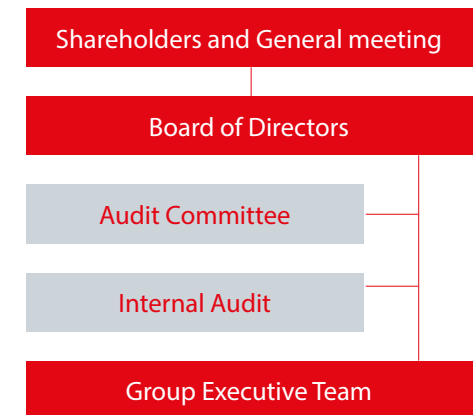 Shareholders and General meeting
Board of Directors
Audit Committee
Internal Audit
Group Executive Team